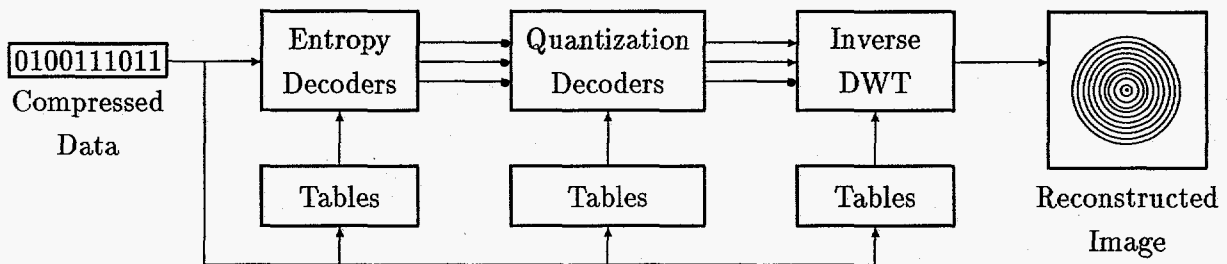 0100111011
Compressed
Data
Entropy
Decoders
Quantization
Decoders
Inverse
DWT
Tables
Tables
Tables
Reconstructed
Image